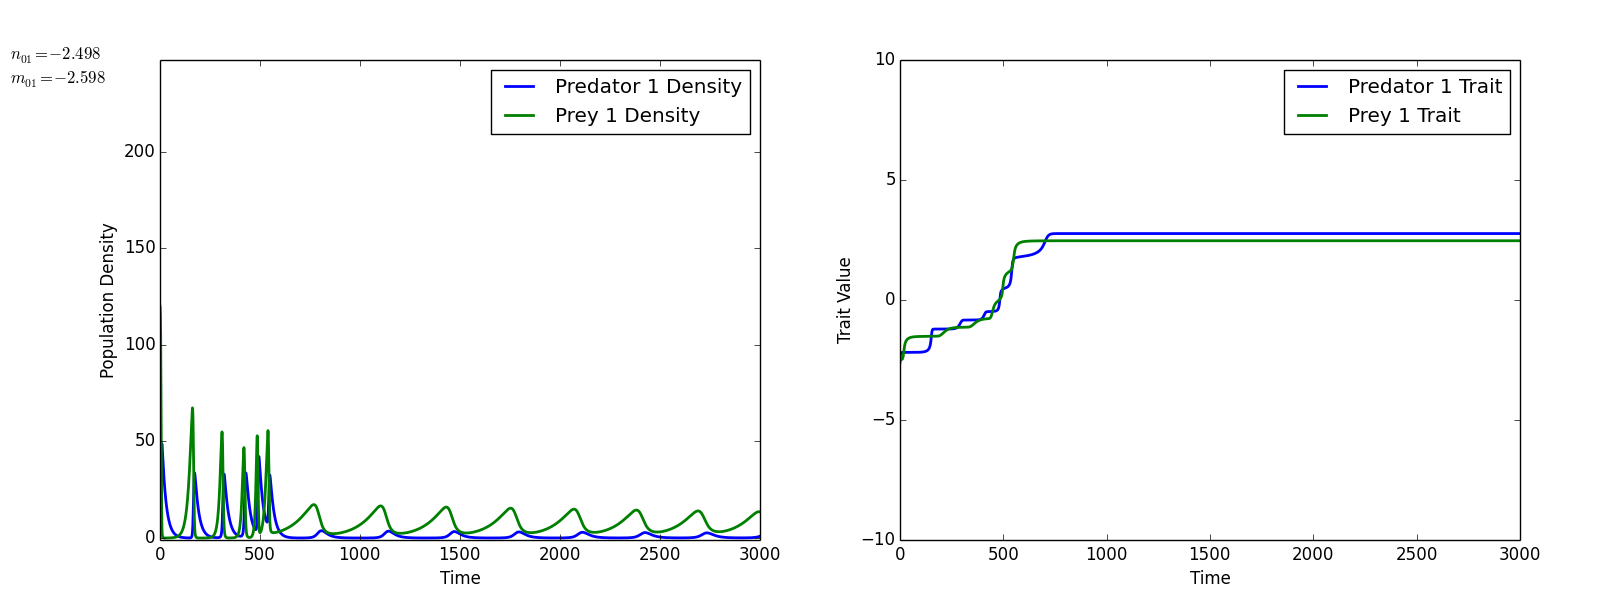 n01 = −2.498
m01 = −2.598
Predator 1 Density
Prey 1 Density
200
150
100
50
0
0 500 1000 1500 2000 2500 3000
Time
Population Density
Predator 1 Trait
Prey 1 Trait
10
5
0
−5
−10
0 500 1000 1500 2000 2500 3000
Time
Trait Value